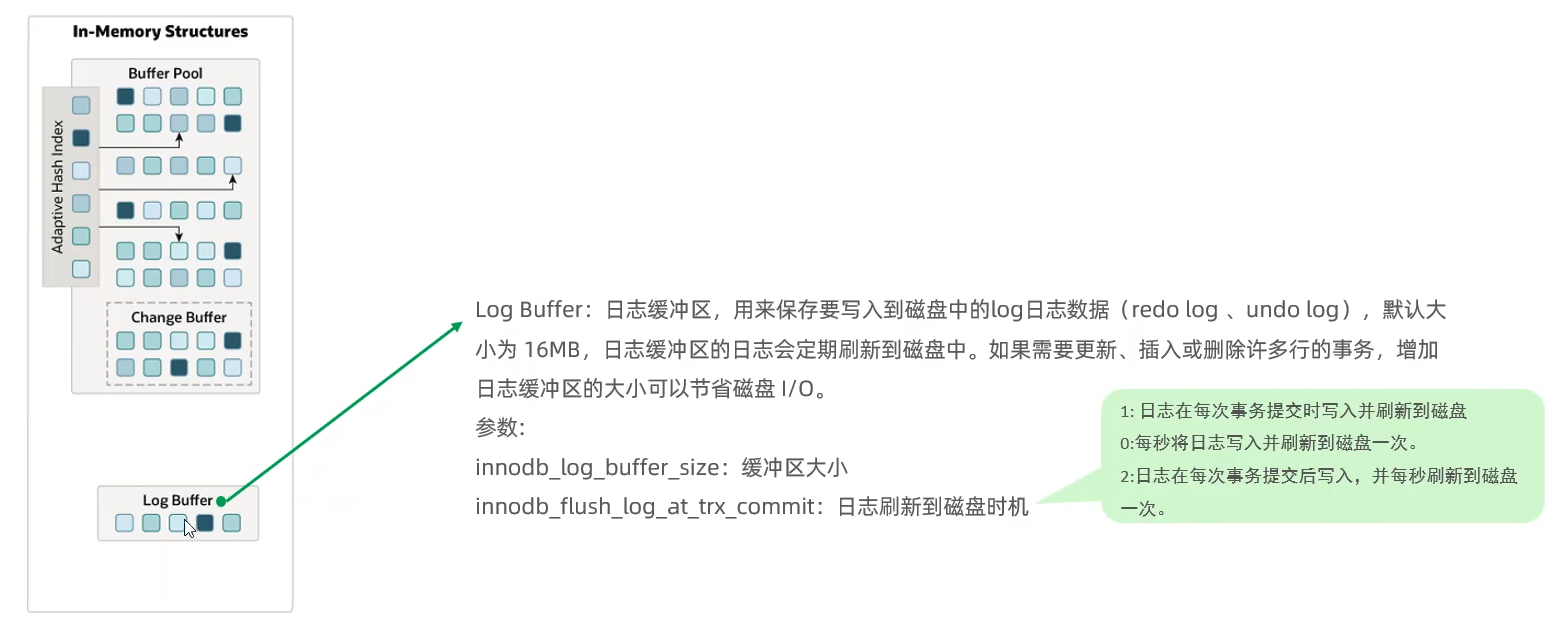 In-Memory Structures
Buffer Pool
Adaptive Hash Index
Change Buffer
Log Buffer
Log Buffer：日志缓冲区，用来保存要写入到磁盘中的log日志数据（redo log 、undo log），默认大
小为 16MB，日志缓冲区的日志会定期刷新到磁盘中。如果需要更新、插入或删除许多行的事务，增加
日志缓冲区的大小可以节省磁盘 I/O。
参数:
innodb_log_buffer_size：缓冲区大小
innodb_flush_log_at_trx_commit：日志刷新到磁盘时机
1: 日志在每次事务提交时写入并刷新到磁盘
0:每秒将日志写入并刷新到磁盘一次。
2:日志在每次事务提交后写入，并每秒刷新到磁盘
一次。